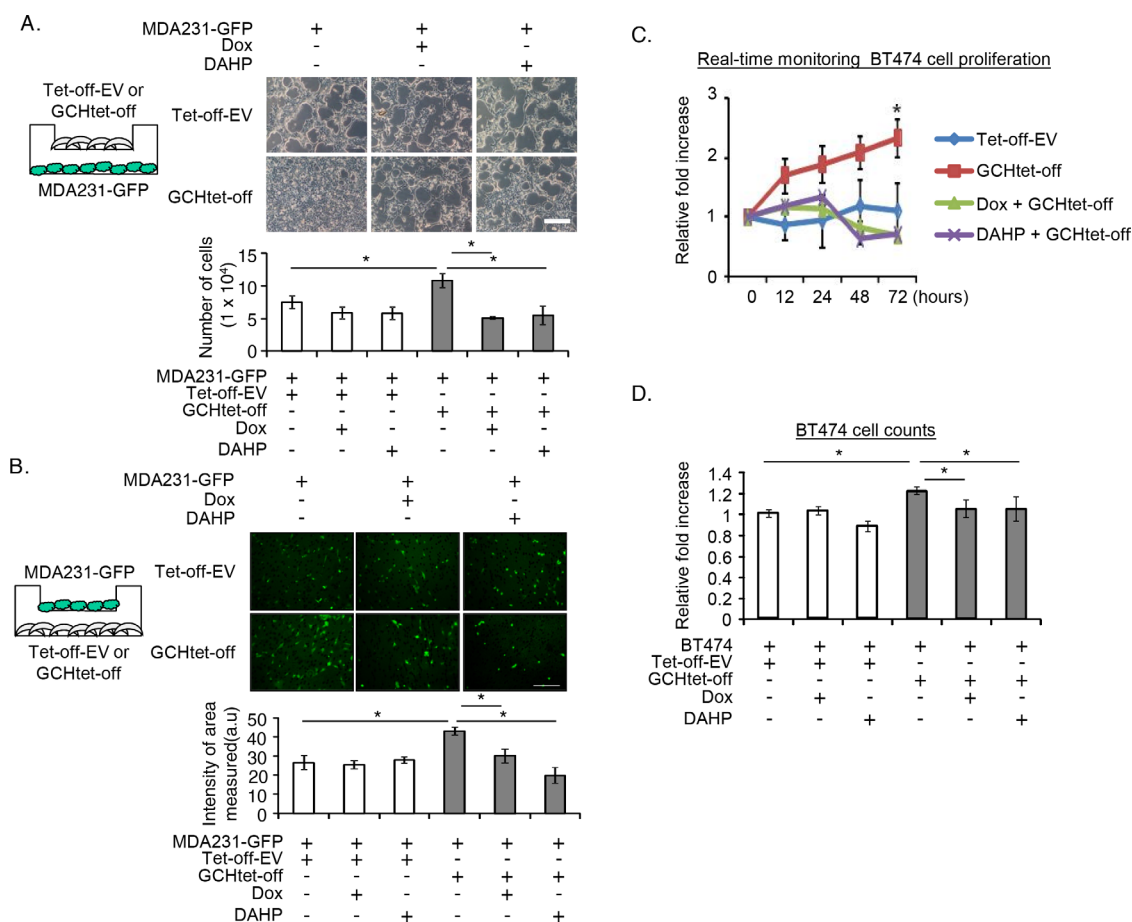 A.
MDA231-GFP + + +
Dox - + -
DAHP - - +
Tet-off-EV or
GCHtet-off
MDA231-GFP
Tet-off-EV
GCHtet-off
Number of cells
(1 x 10⁴)
15
10
5
0
*
*
*
MDA231-GFP + + + + + +
Tet-off-EV + + + - - -
GCHtet-off - - - + + +
Dox - + - - + -
DAHP - - + - - +
B.
MDA231-GFP + + +
Dox - + -
DAHP - - +
MDA231-GFP
Tet-off-EV or
GCHtet-off
Tet-off-EV
GCHtet-off
Intensity of area
measured(a.u)
50
40
30
20
10
0
*
*
*
MDA231-GFP + + + + + +
Tet-off-EV + + + - - -
GCHtet-off - - - + + +
Dox - + - - + -
DAHP - - + - - +
C.
Real-time monitoring BT474 cell proliferation
Relative fold increase
3
2
1
0
*
0 12 24 48 72 (hours)
Tet-off-EV
GCHtet-off
Dox + GCHtet-off
DAHP + GCHtet-off
D.
BT474 cell counts
Relative fold increase
1.4
1.2
1
0.8
0.6
0.4
0.2
0
*
*
*
BT474 + + + + + +
Tet-off-EV + + + - - -
GCHtet-off - - - + + +
Dox - + - - + -
DAHP - - + - - +